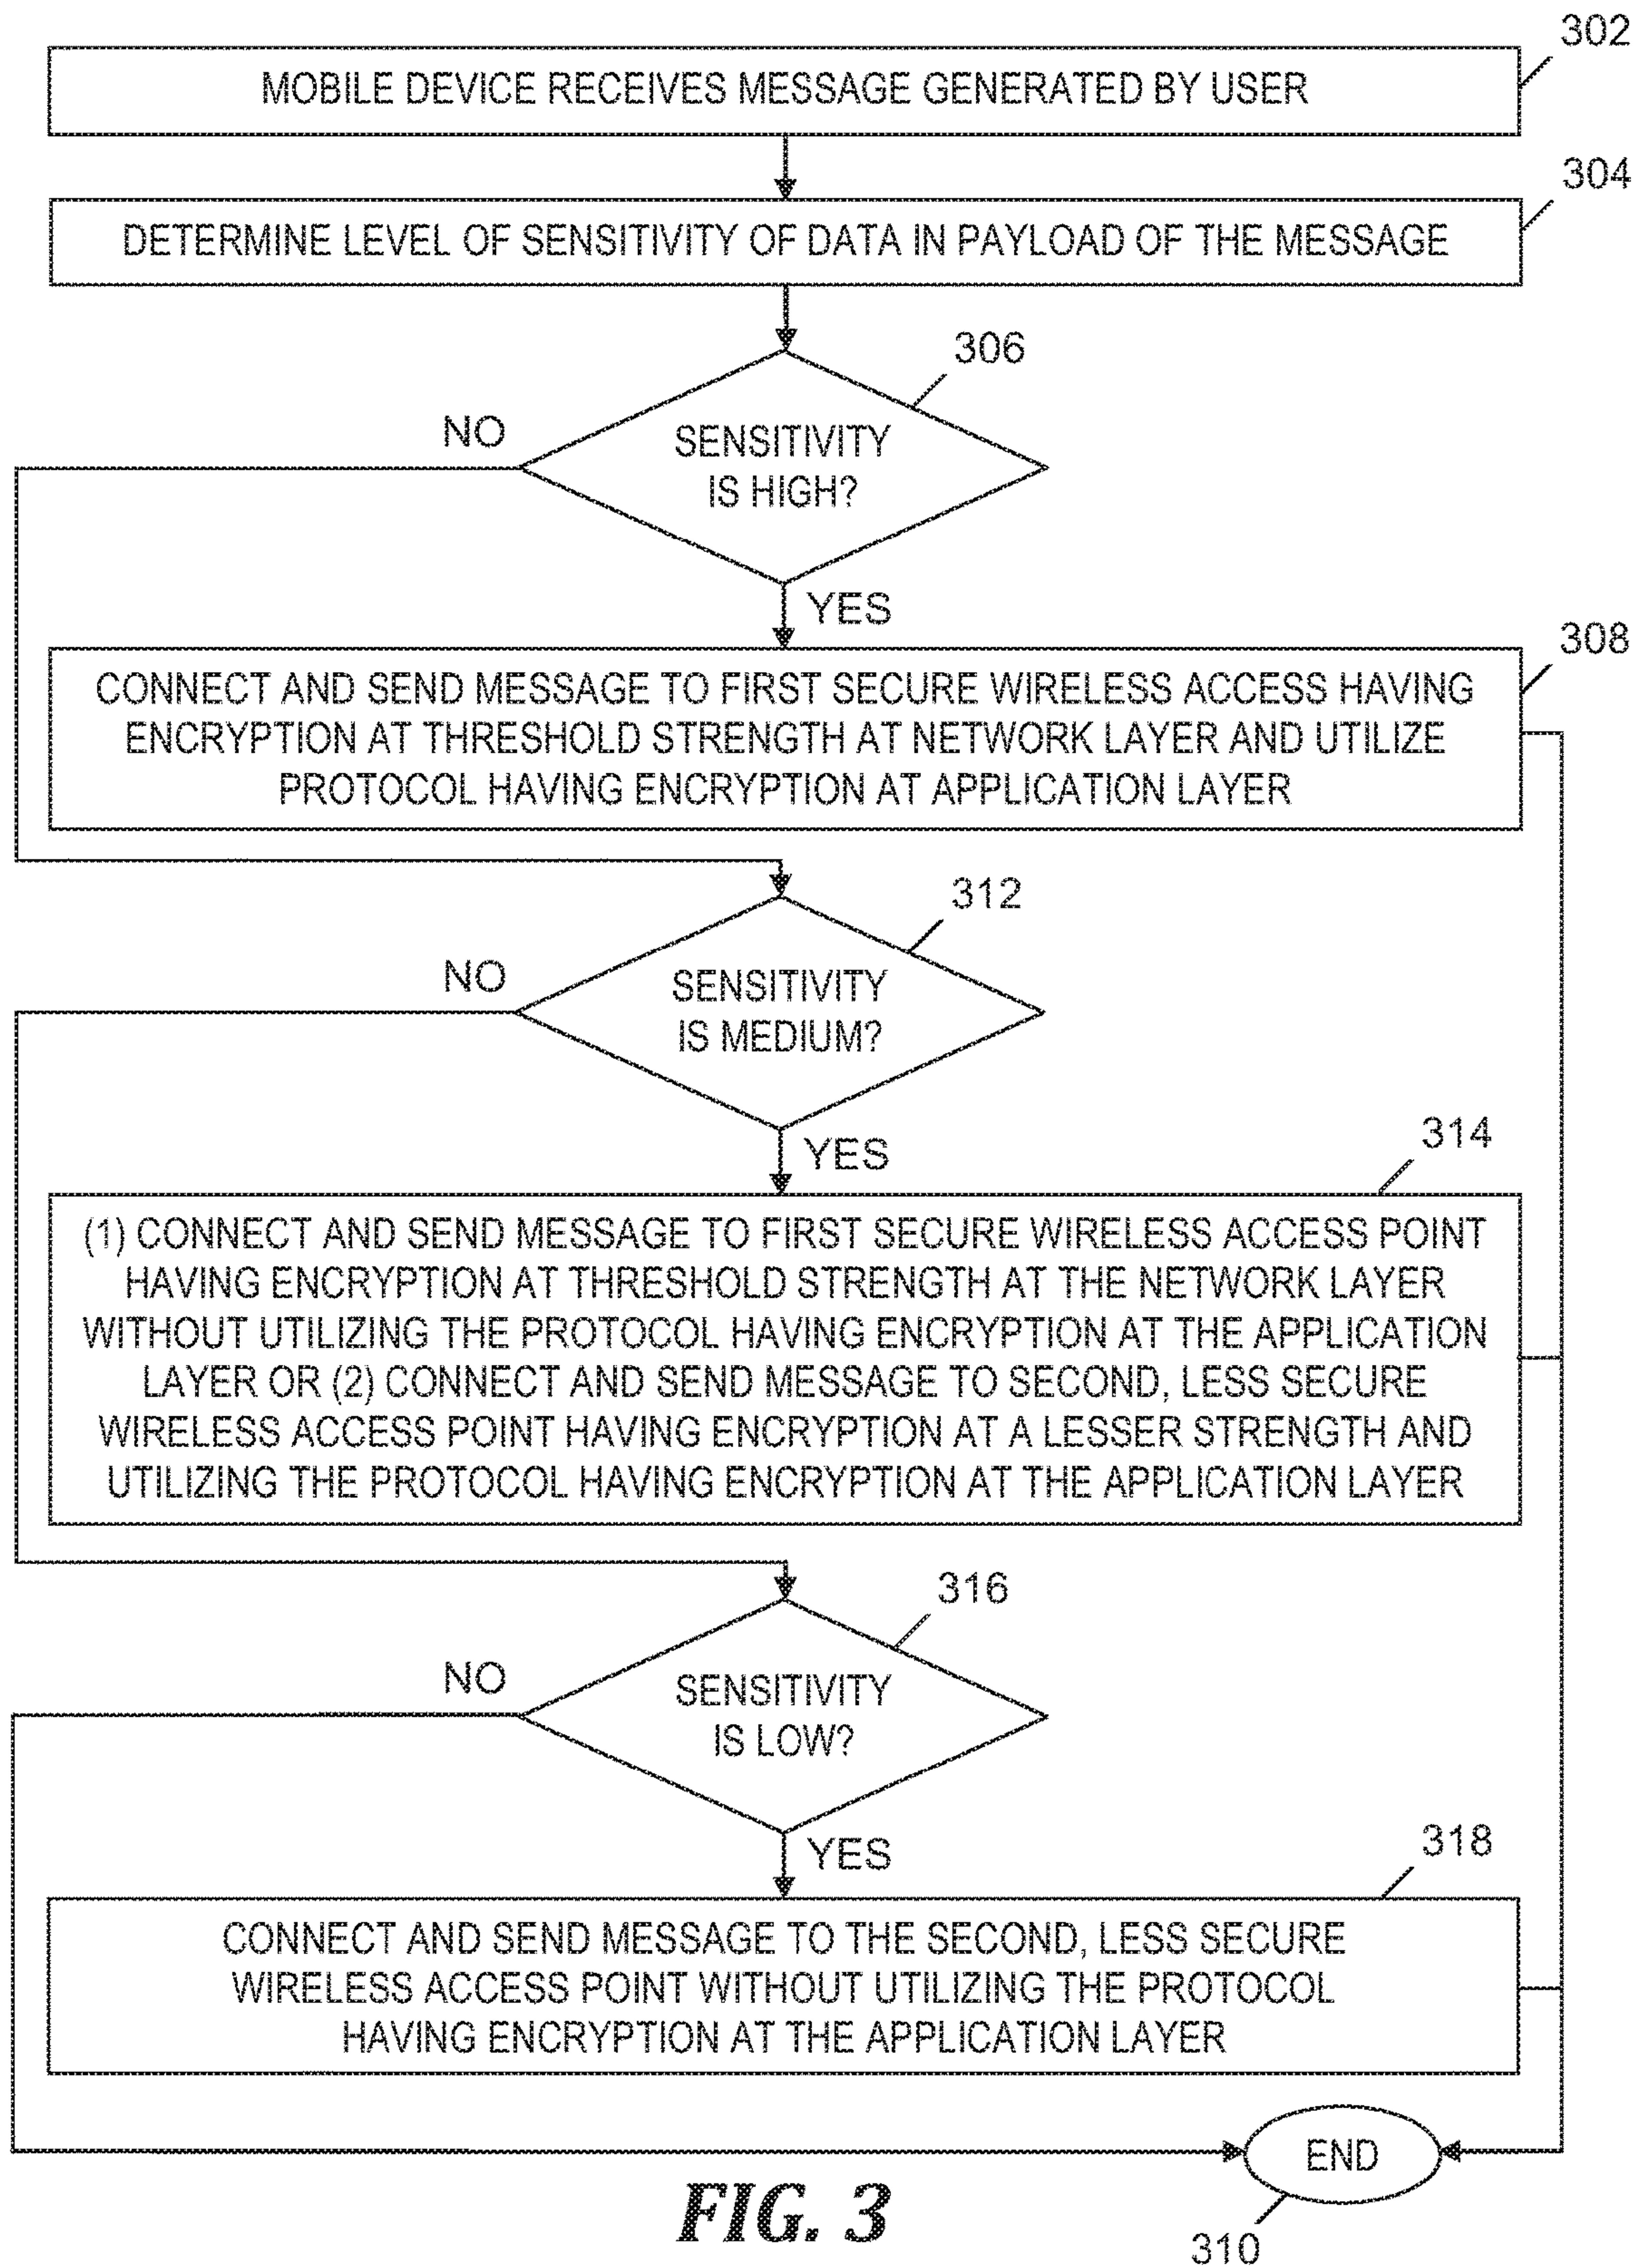 302
MOBILE DEVICE RECEIVES MESSAGE GENERATED BY USER
304
DETERMINE LEVEL OF SENSITIVITY OF DATA IN PAYLOAD OF THE MESSAGE
306
NO
SENSITIVITY
IS HIGH?
YES
308
CONNECT AND SEND MESSAGE TO FIRST SECURE WIRELESS ACCESS HAVING
ENCRYPTION AT THRESHOLD STRENGTH AT NETWORK LAYER AND UTILIZE
PROTOCOL HAVING ENCRYPTION AT APPLICATION LAYER
312
NO
SENSITIVITY
IS MEDIUM?
YES
314
(1) CONNECT AND SEND MESSAGE TO FIRST SECURE WIRELESS ACCESS POINT
HAVING ENCRYPTION AT THRESHOLD STRENGTH AT THE NETWORK LAYER
WITHOUT UTILIZING THE PROTOCOL HAVING ENCRYPTION AT THE APPLICATION
LAYER OR (2) CONNECT AND SEND MESSAGE TO SECOND, LESS SECURE
WIRELESS ACCESS POINT HAVING ENCRYPTION AT A LESSER STRENGTH AND
UTILIZING THE PROTOCOL HAVING ENCRYPTION AT THE APPLICATION LAYER
316
NO
SENSITIVITY
IS LOW?
YES
318
CONNECT AND SEND MESSAGE TO THE SECOND, LESS SECURE
WIRELESS ACCESS POINT WITHOUT UTILIZING THE PROTOCOL
HAVING ENCRYPTION AT THE APPLICATION LAYER
END
310
FIG. 3